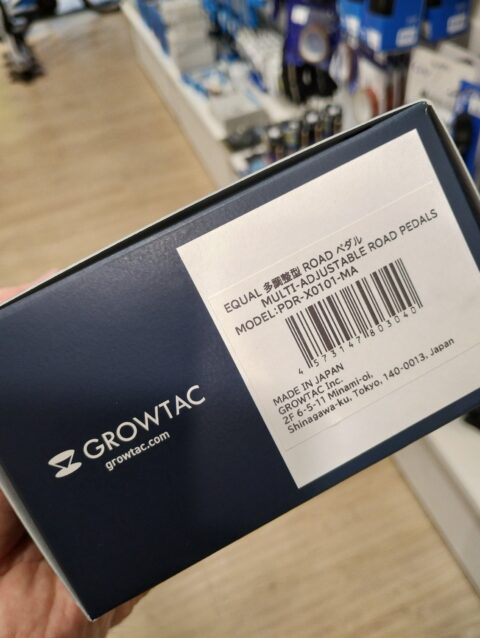 EQUAL 多調整型 ROAD ペダル
MULTI-ADJUSTABLE ROAD PEDALS
MODEL:PDR-X0101-MA
4 573147 803040
MADE IN JAPAN
GROWTAC Inc.
2F 6-5-11 Minami-oi,
Shinagawa-ku, Tokyo, 140-0013, Japan
GROWTAC
growtac.com